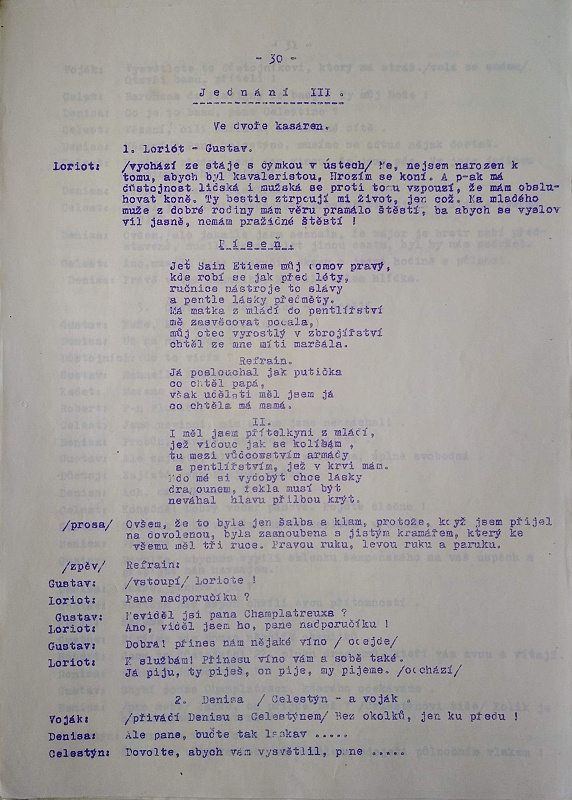 - 30 -
Jednání III.
Ve dvoře kasáren.
1. Loriót - Gustav.
Loriot: /vychází ze stáje s dýmkou v ústech/ Ne, nejsem narozen k
tomu, abych byl kavaleristou, Hrozím se koní. A p-ak má
důstojnost lidská i mužská se proti tomu vzpouzí, že mám obslu-
hovat koně. Ty bestie ztrpčují mi život, jen což. Na mladého
muže z dobré rodiny mám věru pramálo štěstí, ba abych se vyslov
vil jasně, nemám pražádné štěstí !
Píseň.
Jeť Sain Etieme můj domov pravý,
kde robí se jak před léty,
ručnice nástroje to slávy
a pentle lásky předměty.
Má matka z mládí do pentlířství
mě zasvěcovat počala,
můj otec vyrostlý v zbrojířství
chtěl ze mne míti maršála.
Refrain.
Já poslouchal jak putička
co chtěl papá,
však udělati měl jsem já
co chtěla má mamá.
II.
I měl jsem přítelkyni z mládí,
jež vidouc jak se kolíbám ,
tu mezi vůdcovstvím armády
a pentlířstvím, jež v krvi mám.
Kdo mé si vydobýt chce lásky
dragounem, řekla musí být
neváhal hlavu přilbou krýt.
/prosa/ Ovšem, že to byla jen šalba a klam, protože, když jsem přijel
na dovolenou, byla zasnoubena s jistým kramářem, který ke
všemu měl tři ruce. Pravou ruku, levou ruku a paruku.
/zpěv/ Refrain:
Gustav: /vstoupí/ Loriote !
Loriot: Pane nadporučíku ?
Gustav: Neviděl jsi pana Champlatreuxa ?
Loriot: Ano, viděl jsem ho, pane nadporučíku !
Gustav: Dobrá! přines nám nějaké víno / odejde/
Loriot: K službám! Přinesu víno vám a sobě také.
Já piju, ty piješ, on pije, my pijeme. /odchází/
2. Denisa / Celestýn - a voják.
Voják: /přivádí Denisu s Celestýnem/ Bez okolků, jen ku předu !
Denisa: Ale pane, buďte tak laskav .....
Celestýn: Dovolte, abych vám vysvětlil, pane .....